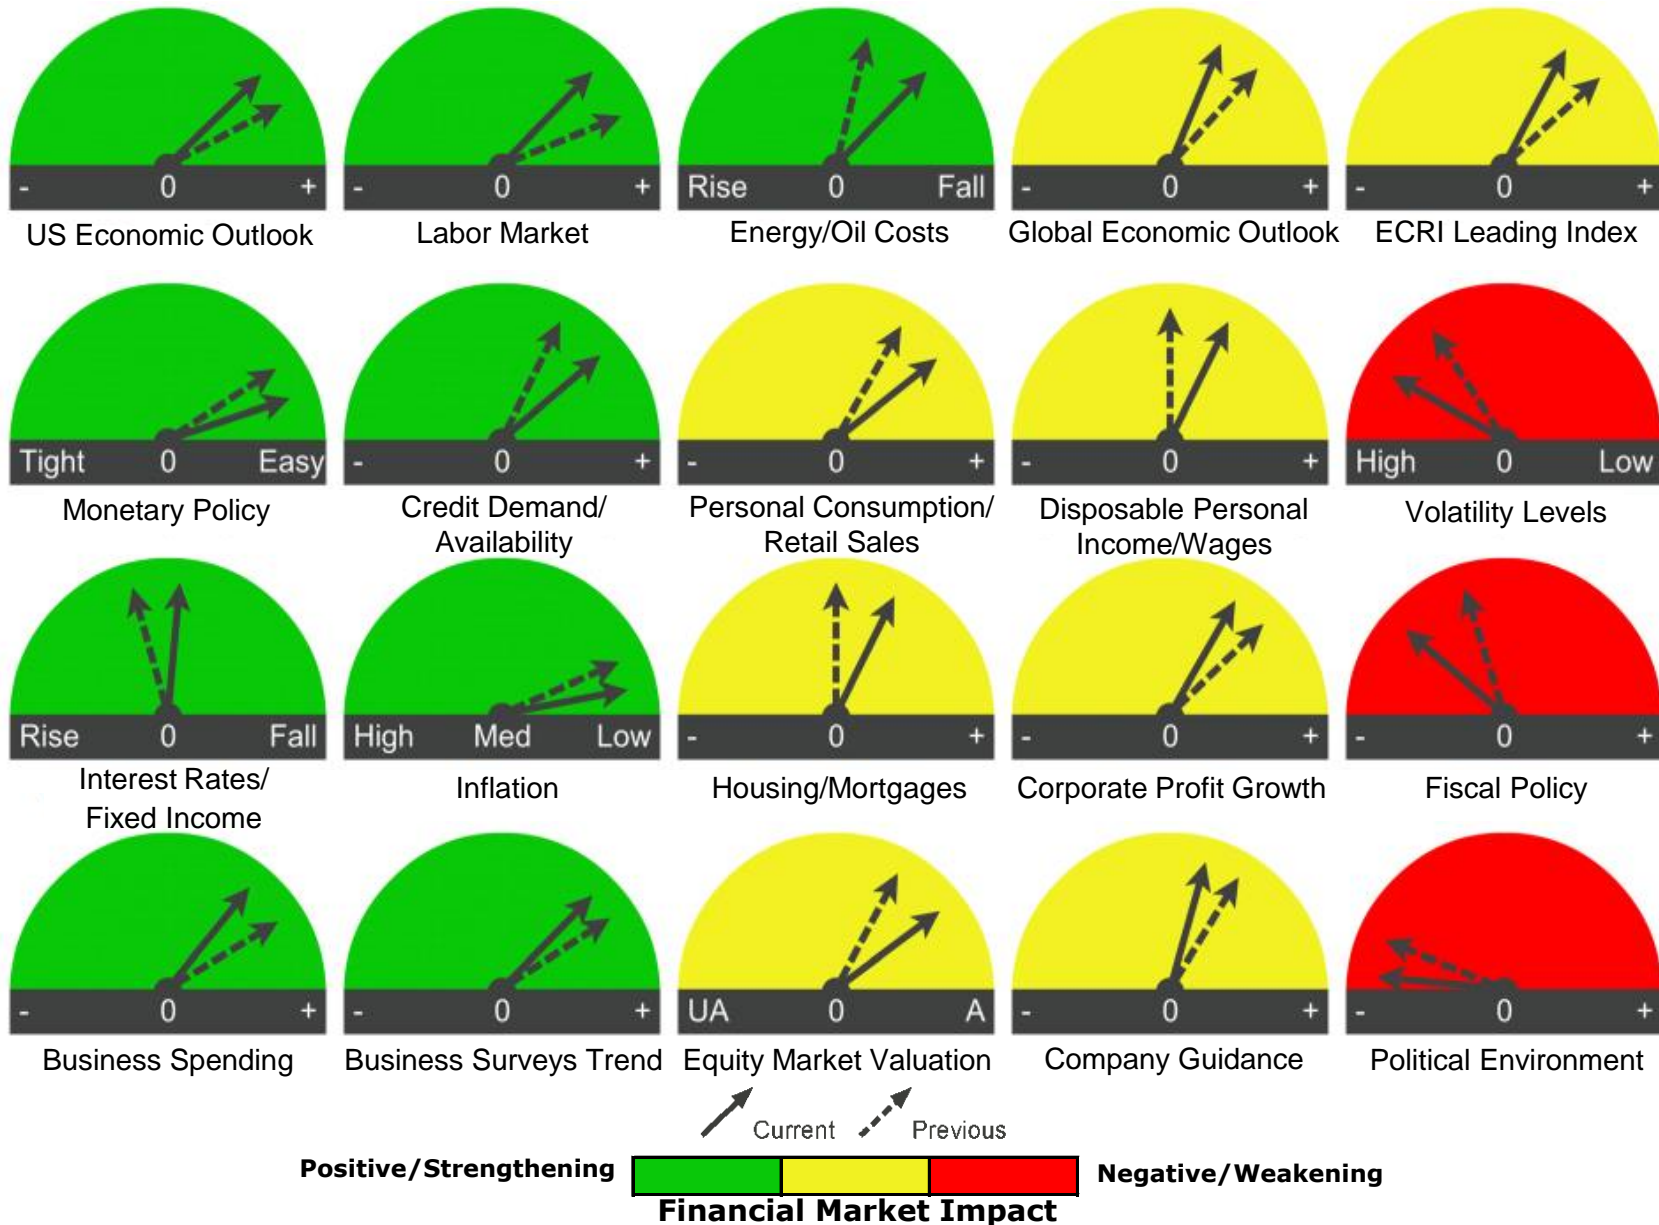 - 0 +
- 0 +
Rise 0 Fall
- 0 +
- 0 +
US Economic Outlook
Labor Market
Energy/Oil Costs
Global Economic Outlook
ECRI Leading Index
Tight 0 Easy
- 0 +
- 0 +
- 0 +
High 0 Low
Monetary Policy
Credit Demand/
Availability
Personal Consumption/
Retail Sales
Disposable Personal
Income/Wages
Volatility Levels
Rise 0 Fall
High Med Low
- 0 +
- 0 +
- 0 +
Interest Rates/
Fixed Income
Inflation
Housing/Mortgages
Corporate Profit Growth
Fiscal Policy
- 0 +
- 0 +
UA 0 A
- 0 +
- 0 +
Business Spending
Business Surveys Trend
Equity Market Valuation
Company Guidance
Political Environment
Current
Previous
Positive/Strengthening
Negative/Weakening
Financial Market Impact